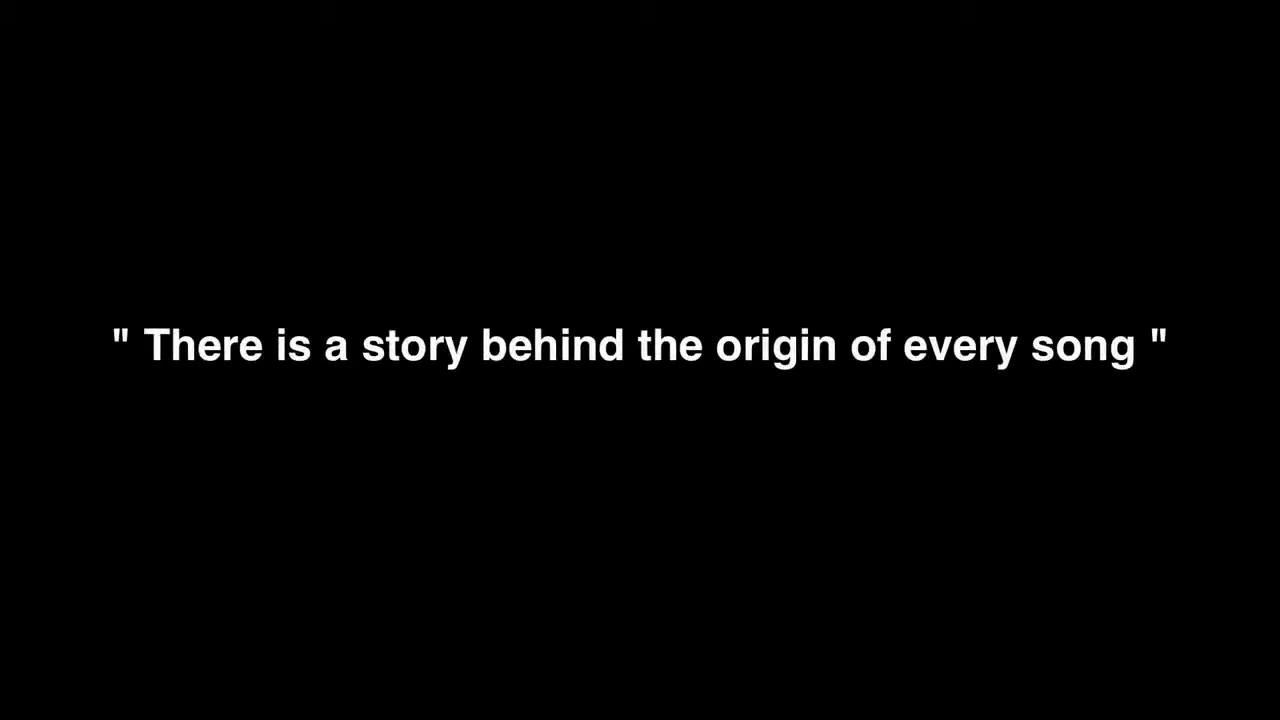 " There is a story behind the origin of every song "